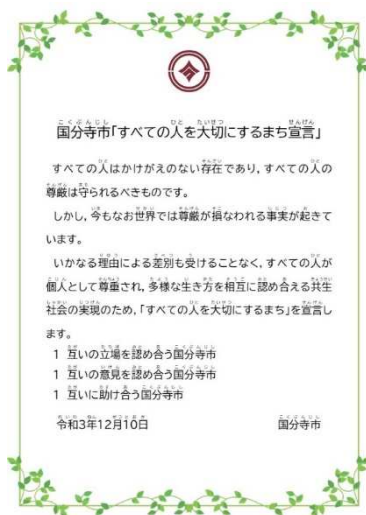 国分寺市「すべての人を大切にするまち宣言」
すべての人はかけがえのない存在であり，すべての人の
尊厳は守られるべきものです。
しかし，今もなお世界では尊厳が損なわれる事実が起きて
います。
いかなる理由による差別も受けることなく，すべての人が
個人として尊重され，多様な生き方を相互に認め合える共生
社会の実現のため，「すべての人を大切にするまち」を宣言し
ます。
1 互いの立場を認め合う国分寺市
1 互いの意見を認め合う国分寺市
1 互いに助け合う国分寺市
令和3年12月10日 国分寺市